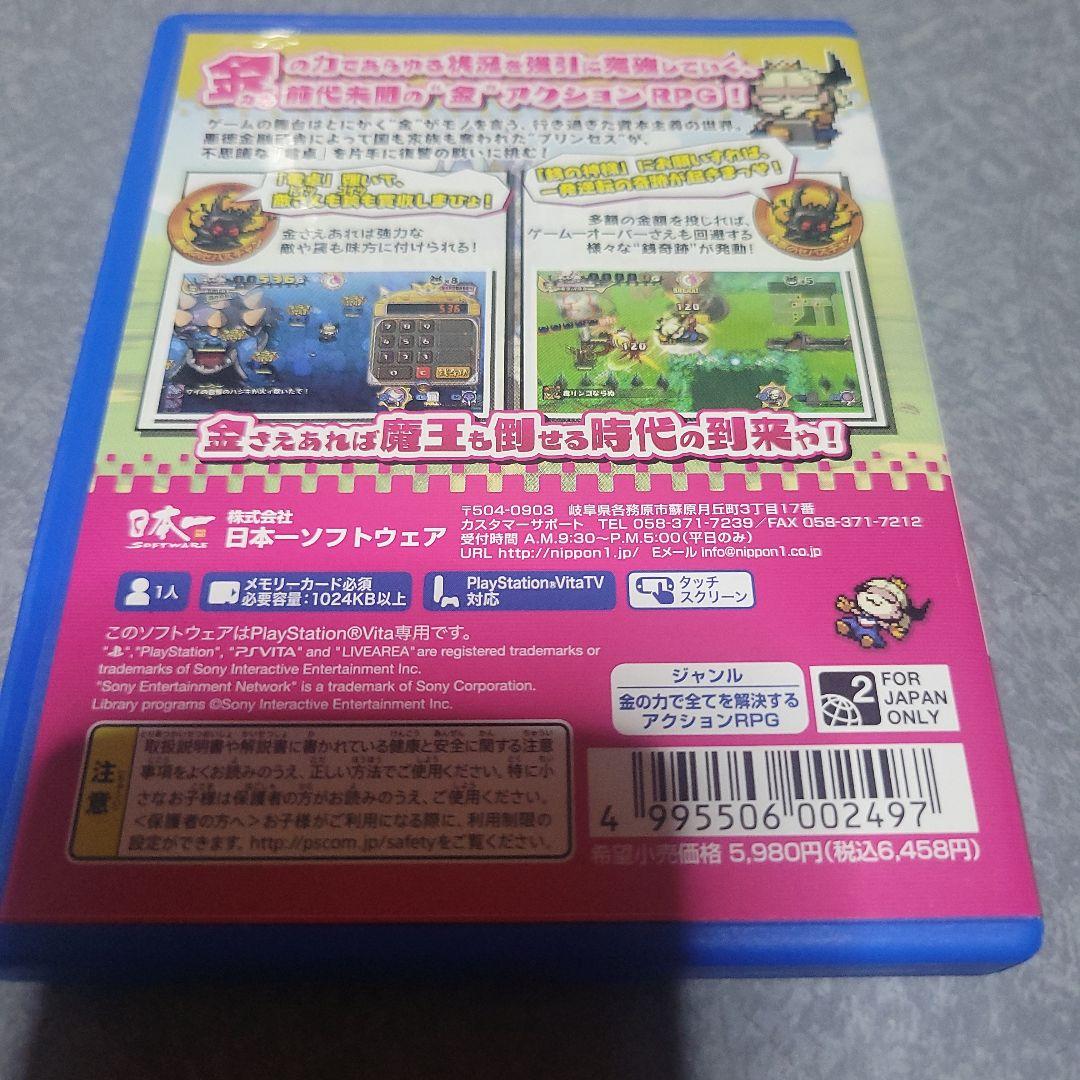 金の力であらゆる状況を強引に突破していく、
前代未聞の"金"アクションRPG!
ゲームの舞台はとにかく"金"がモノを言う、行き過ぎた資本主義の世界。
によって国も家族も奪われた"プリンセス"が、
不思議な「電卓」を片手に復讐の戦いに挑む!
「電卓」弾いて、
敵さんも罠も買収しまひょ!
金さえあれば強力な
敵や罠も味方に付けられる!
「銭の神様」にお願いすれば、
一発逆転の奇跡が起きまっせ!
多額の金額を投じれば、
ゲームオーバーさえも回避する
様々な"銭奇跡"が発動!
536
×8
536
120
120
×5
金さえあれば魔王も倒せる時代の到来や!
日本一
SOFTWARE
株式会社
日本一ソフトウェア
〒504-0903 岐阜県各務原市蘇原月丘町3丁目17番
カスタマーサポート TEL 058-371-7239/FAX 058-371-7212
受付時間 A.M.9:30~P.M.5:00(平日のみ)
URL http://nippon1.jp/ Eメール info@nippon1.co.jp
1人
メモリーカード必須
必要容量:1024KB以上
PlayStation®VitaTV
対応
タッチ
スクリーン
このソフトウェアはPlayStation®Vita専用です。
"PlayStation", "PSVITA" and "LIVEAREA" are registered trademarks or
trademarks of Sony Interactive Entertainment Inc.
"Sony Entertainment Network" is a trademark of Sony Corporation.
Library programs ©Sony Interactive Entertainment Inc.
ジャンル
金の力で全てを解決する
アクションRPG
2
FOR
JAPAN
ONLY
注意
取扱説明書や解説書に書かれている健康と安全に関する注意
事項をよくお読みのうえ、正しい方法でご使用ください。特に小
さなお子様は保護者の方がお読みのうえ、ご使用ください。
<保護者の方へ>お子様がご利用になる際に、利用制限の
設定ができます。http://pscom.jp/safetyをご覧ください。
4 995506 002497
希望小売価格 5,980円(税込6,458円)